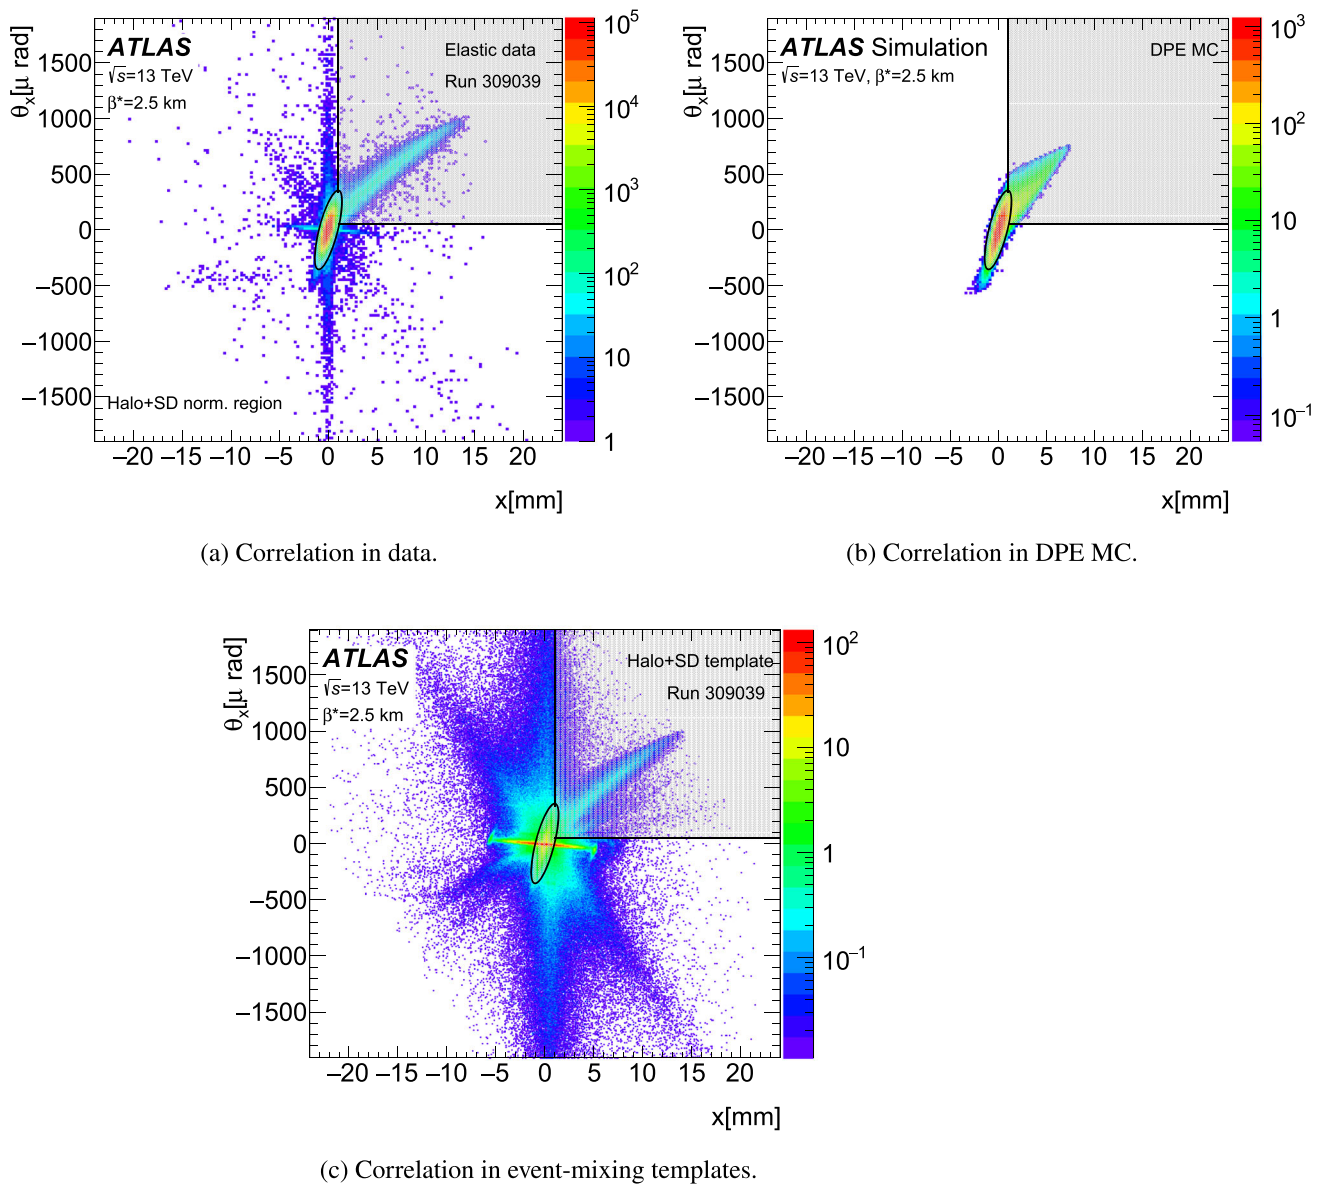 ATLAS
√s=13 TeV
β*=2.5 km
Elastic data
Run 309039
Halo+SD norm. region
θx[μ rad]
1500
1000
500
0
−500
−1000
−1500
−20 −15 −10 −5 0 5 10 15 20
x[mm]
10^5
10^4
10^3
10^2
10
1
(a) Correlation in data.
ATLAS Simulation
√s=13 TeV, β*=2.5 km
DPE MC
θx[μ rad]
1500
1000
500
0
−500
−1000
−1500
−20 −15 −10 −5 0 5 10 15 20
x[mm]
10^3
10^2
10
1
10^−1
(b) Correlation in DPE MC.
ATLAS
√s=13 TeV
β*=2.5 km
Halo+SD template
Run 309039
θx[μ rad]
1500
1000
500
0
−500
−1000
−1500
−20 −15 −10 −5 0 5 10 15 20
x[mm]
10^2
10
1
10^−1
(c) Correlation in event-mixing templates.